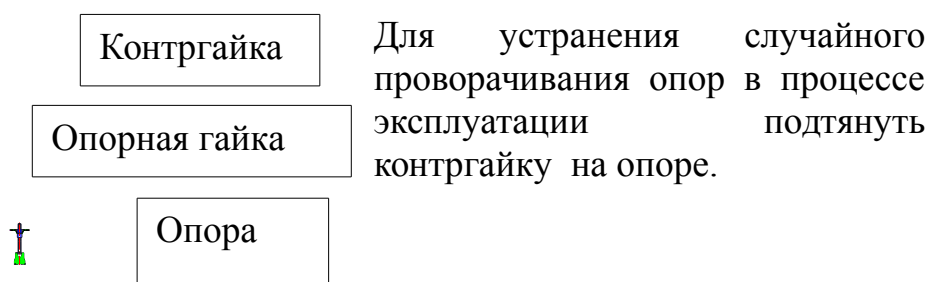 Контргайка
Опорная гайка
Опора
Для устранения случайного
проворачивания опор в процессе
эксплуатации подтянуть
контргайку на опоре.